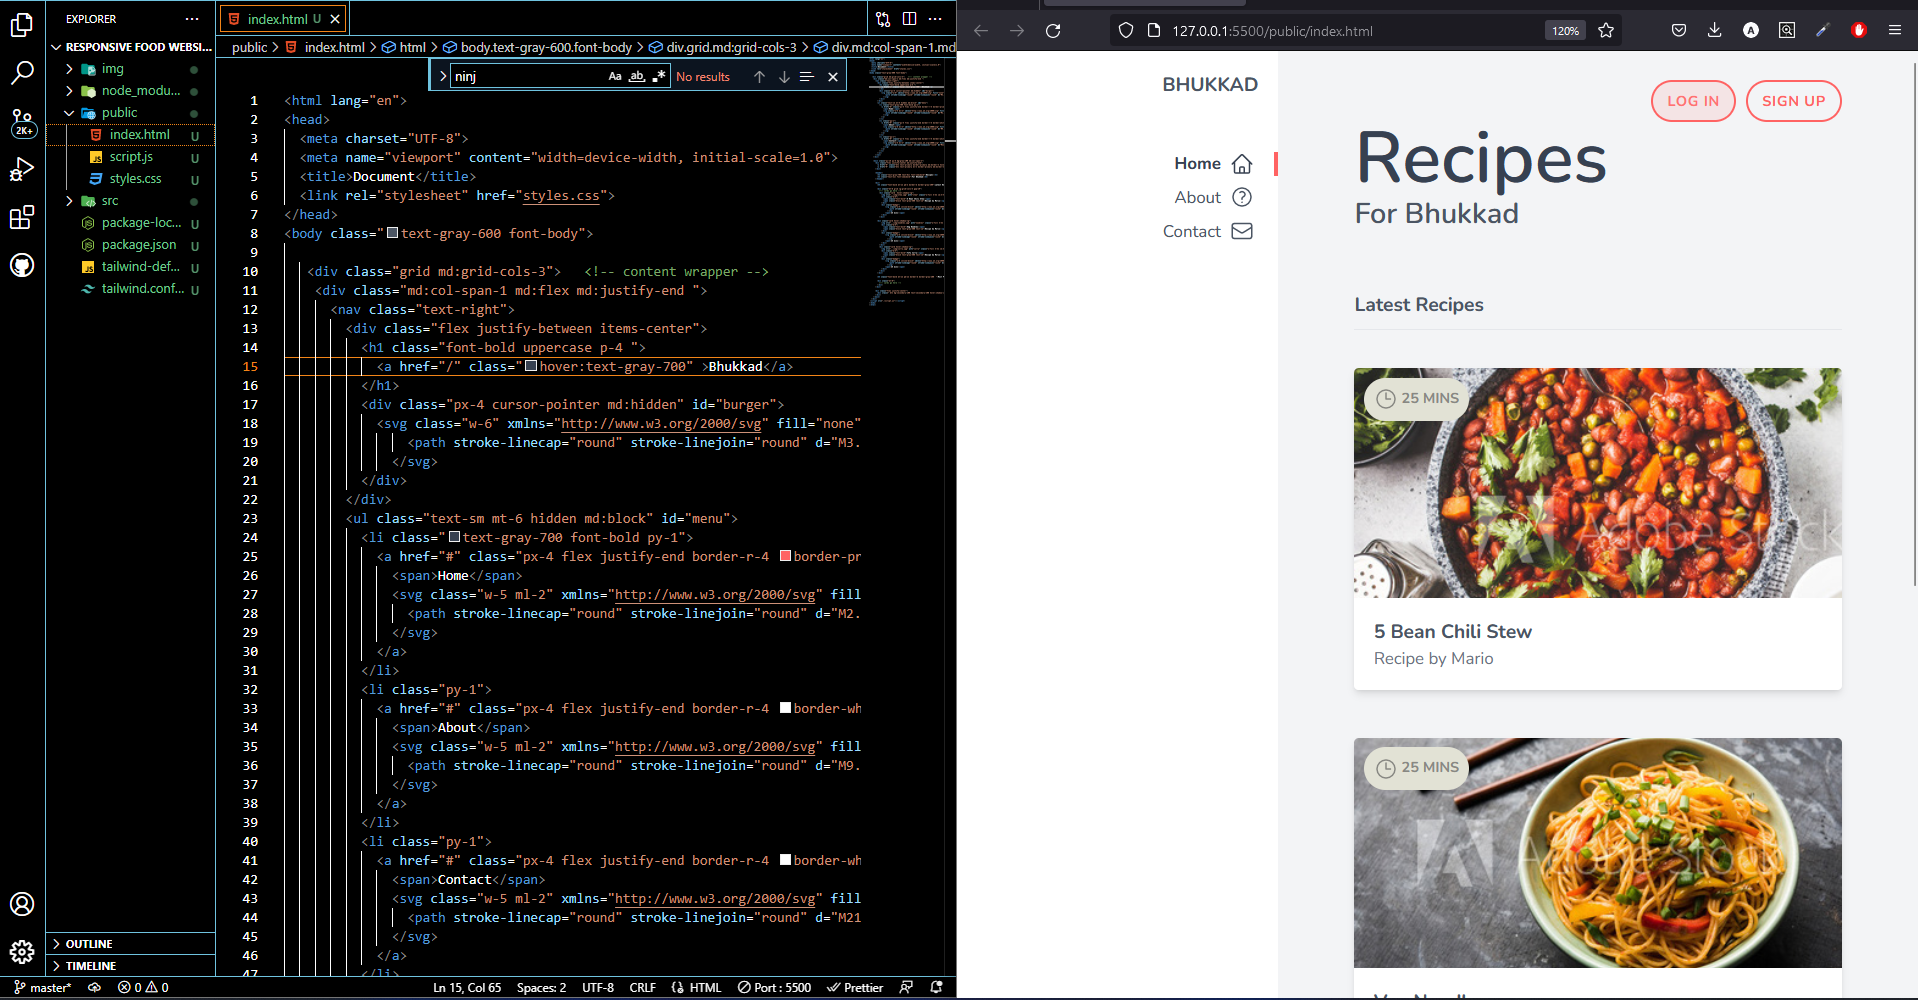 EXPLORER
RESPONSIVE FOOD WEBSI...
img
node_modu...
public
index.html U
script.js U
styles.css U
src
package-loc... U
package.json U
tailwind-def... U
tailwind.conf... U
2K+
OUTLINE
TIMELINE
index.html U
public > index.html > html > body.text-gray-600.font-body > div.grid.md:grid-cols-3 > div.md:col-span-1.md
ninj Aa ab No results
1 <html lang="en">
2 <head>
3 <meta charset="UTF-8">
4 <meta name="viewport" content="width=device-width, initial-scale=1.0">
5 <title>Document</title>
6 <link rel="stylesheet" href="styles.css">
7 </head>
8 <body class="text-gray-600 font-body">
9
10 <div class="grid md:grid-cols-3"> <!-- content wrapper -->
11 <div class="md:col-span-1 md:flex md:justify-end ">
12 <nav class="text-right">
13 <div class="flex justify-between items-center">
14 <h1 class="font-bold uppercase p-4 ">
15 <a href="/" class="hover:text-gray-700" >Bhukkad</a>
16 </h1>
17 <div class="px-4 cursor-pointer md:hidden" id="burger">
18 <svg class="w-6" xmlns="http://www.w3.org/2000/svg" fill="none"
19 <path stroke-linecap="round" stroke-linejoin="round" d="M3.
20 </svg>
21 </div>
22 </div>
23 <ul class="text-sm mt-6 hidden md:block" id="menu">
24 <li class="text-gray-700 font-bold py-1">
25 <a href="#" class="px-4 flex justify-end border-r-4 border-pr
26 <span>Home</span>
27 <svg class="w-5 ml-2" xmlns="http://www.w3.org/2000/svg" fill
28 <path stroke-linecap="round" stroke-linejoin="round" d="M2.
29 </svg>
30 </a>
31 </li>
32 <li class="py-1">
33 <a href="#" class="px-4 flex justify-end border-r-4 border-wh
34 <span>About</span>
35 <svg class="w-5 ml-2" xmlns="http://www.w3.org/2000/svg" fill
36 <path stroke-linecap="round" stroke-linejoin="round" d="M9.
37 </svg>
38 </a>
39 </li>
40 <li class="py-1">
41 <a href="#" class="px-4 flex justify-end border-r-4 border-wh
42 <span>Contact</span>
43 <svg class="w-5 ml-2" xmlns="http://www.w3.org/2000/svg" fill
44 <path stroke-linecap="round" stroke-linejoin="round" d="M21
45 </svg>
46 </a>
47 </li>
master* 0 0 Ln 15, Col 65 Spaces: 2 UTF-8 CRLF HTML Port : 5500 Prettier
127.0.0.1:5500/public/index.html 120%
BHUKKAD
Home
About
Contact
LOG IN SIGN UP
Recipes
For Bhukkad
Latest Recipes
25 MINS
Adobe Stock
5 Bean Chili Stew
Recipe by Mario
25 MINS
Adobe Stock